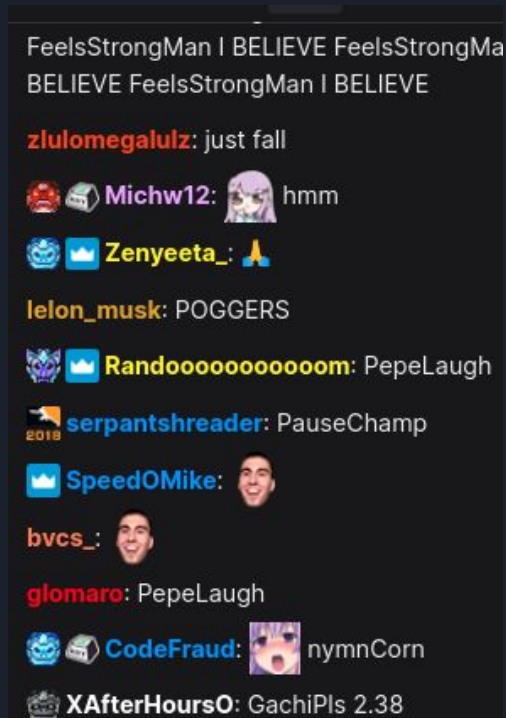 FeelsStrongMan I BELIEVE FeelsStrongMa
BELIEVE FeelsStrongMan I BELIEVE
zlulomegalulz: just fall
Michw12: hmm
Zenyeeta_: 🙏
lelon_musk: POGGERS
Randooooooooooom: PepeLaugh
2018 serpantshreader: PauseChamp
SpeedOMike:
bvcs_:
glomaro: PepeLaugh
CodeFraud: nymnCorn
XAfterHoursO: GachiPls 2.38